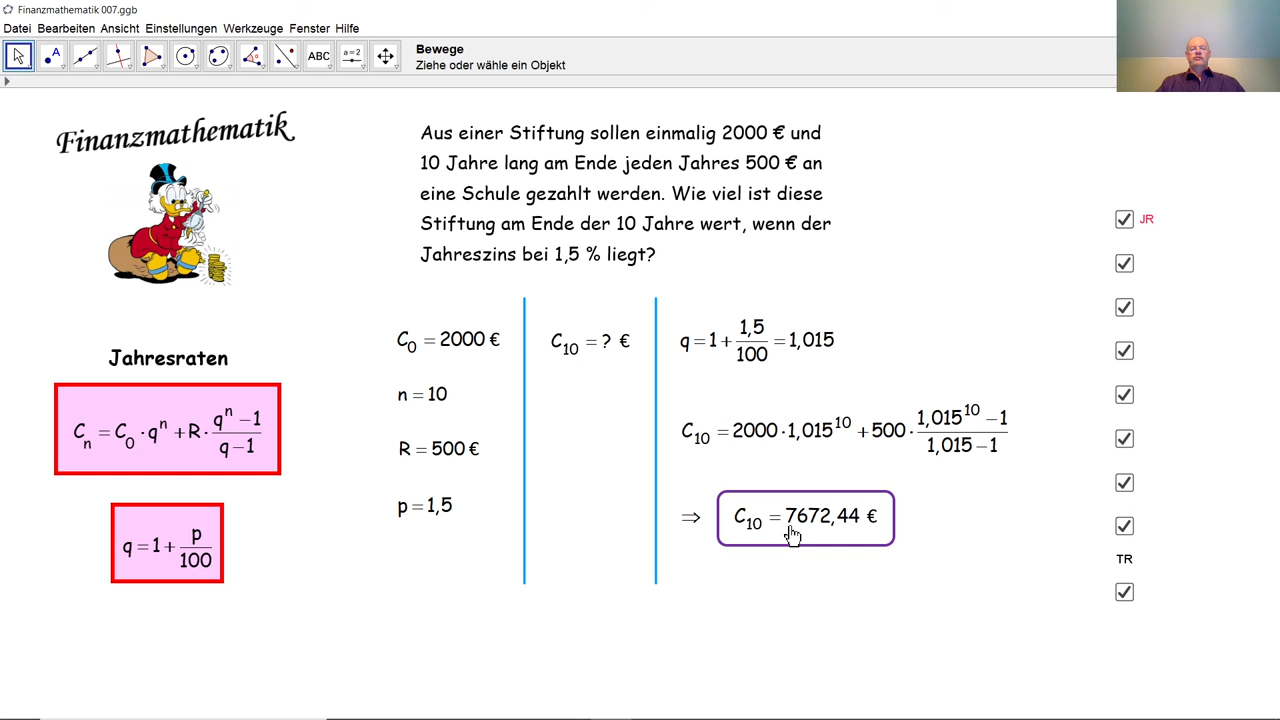 Finanzmathematik 007.ggb
Datei Bearbeiten Ansicht Einstellungen Werkzeuge Fenster Hilfe
A
ABC
a=2
Bewege
Ziehe oder wähle ein Objekt
Finanzmathematik
Aus einer Stiftung sollen einmalig 2000 € und
10 Jahre lang am Ende jeden Jahres 500 € an
eine Schule gezahlt werden. Wie viel ist diese
Stiftung am Ende der 10 Jahre wert, wenn der
Jahreszins bei 1,5 % liegt?
JR
Jahresraten
Cₙ = C₀ · qⁿ + R · (qⁿ − 1)/(q − 1)
q = 1 + p/100
C₀ = 2000 €
n = 10
R = 500 €
p = 1,5
C₁₀ = ? €
q = 1 + 1,5/100 = 1,015
C₁₀ = 2000 · 1,015¹⁰ + 500 · (1,015¹⁰ − 1)/(1,015 − 1)
⇒ C₁₀ = 7672,44 €
TR